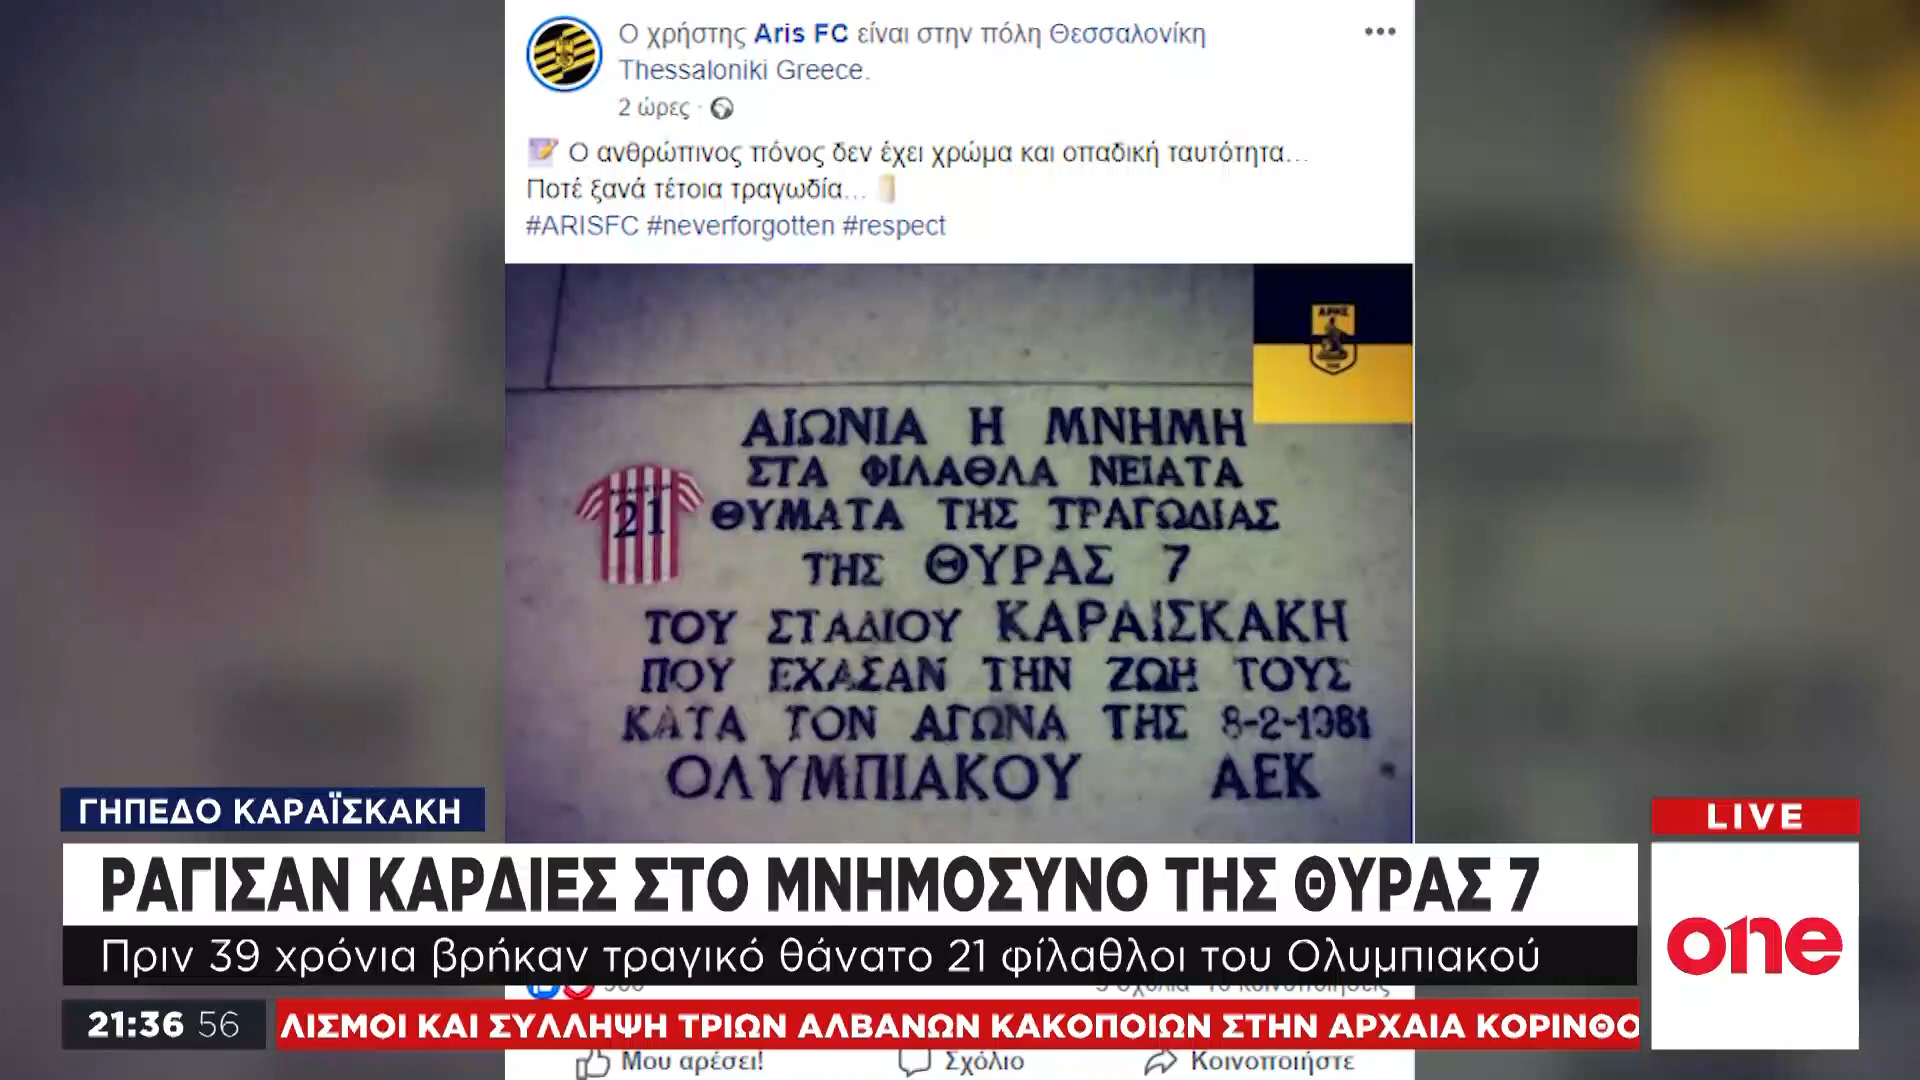 Ο χρήστης Aris FC είναι στην πόλη Θεσσαλονίκη
Thessaloniki Greece.
2 ώρες ·
Ο ανθρώπινος πόνος δεν έχει χρώμα και οπαδική ταυτότητα...
Ποτέ ξανά τέτοια τραγωδία...
#ARISFC #neverforgotten #respect
ΑΡΗΣ
ΑΙΩΝΙΑ Η ΜΝΗΜΗ
ΣΤΑ ΦΙΛΑΘΛΑ ΝΕΙΑΤΑ
21
ΘΥΜΑΤΑ ΤΗΣ ΤΡΑΓΩΔΙΑΣ
ΤΗΣ ΘΥΡΑΣ 7
ΤΟΥ ΣΤΑΔΙΟΥ ΚΑΡΑΙΣΚΑΚΗ
ΠΟΥ ΕΧΑΣΑΝ ΤΗΝ ΖΩΗ ΤΟΥΣ
ΚΑΤΑ ΤΟΝ ΑΓΩΝΑ ΤΗΣ 8-2-1981
ΟΛΥΜΠΙΑΚΟΥ ΑΕΚ
ΓΗΠΕΔΟ ΚΑΡΑΪΣΚΑΚΗ
LIVE
ΡΑΓΙΣΑΝ ΚΑΡΔΙΕΣ ΣΤΟ ΜΝΗΜΟΣΥΝΟ ΤΗΣ ΘΥΡΑΣ 7
Πριν 39 χρόνια βρήκαν τραγικό θάνατο 21 φίλαθλοι του Ολυμπιακού
one
21:36 56
ΛΙΣΜΟΙ ΚΑΙ ΣΥΛΛΗΨΗ ΤΡΙΩΝ ΑΛΒΑΝΩΝ ΚΑΚΟΠΟΙΩΝ ΣΤΗΝ ΑΡΧΑΙΑ ΚΟΡΙΝΘΟ
Μου αρέσει! Σχόλιο Κοινοποιήστε